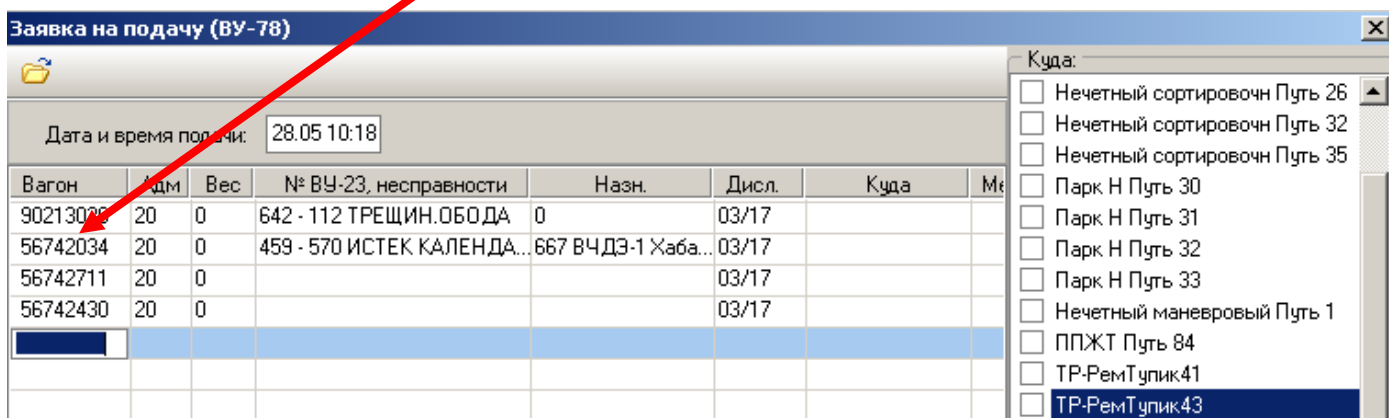 Заявка на подачу (ВУ-78)
Дата и время подачи: 28.05 10:18
Вагон Адм Вес № ВУ-23, несправности Назн. Дисл. Куда
20 0 642 - 112 ТРЕЩИН.ОБОДА 0 03/17
56742034 20 0 459 - 570 ИСТЕК КАЛЕНДА... 667 ВЧДЭ-1 Хаба... 03/17
56742711 20 0 03/17
56742430 20 0 03/17
Куда:
Нечетный сортировочн Путь 26
Нечетный сортировочн Путь 32
Нечетный сортировочн Путь 35
Парк Н Путь 30
Парк Н Путь 31
Парк Н Путь 32
Парк Н Путь 33
Нечетный маневровый Путь 1
ППЖТ Путь 84
ТР-РемТупик41
ТР-РемТупик43